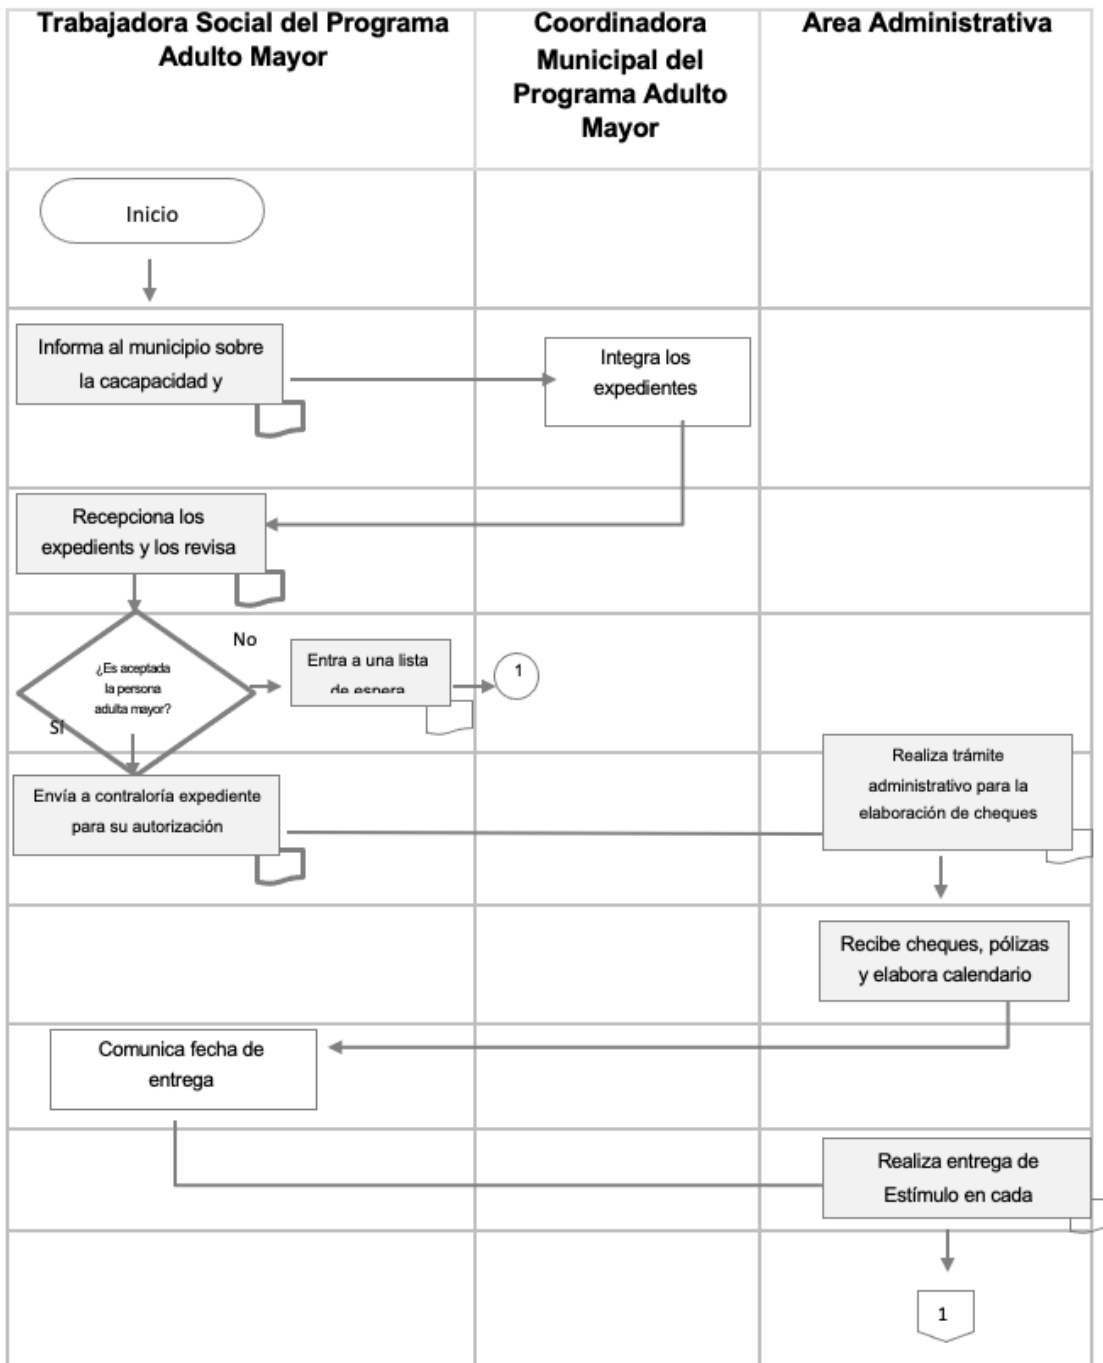 Trabajadora Social del Programa
Adulto Mayor
Coordinadora
Municipal del
Programa Adulto
Mayor
Area Administrativa
Inicio
Informa al municipio sobre
la cacapacidad y
Integra los
expedientes
Recepciona los
expedients y los revisa
¿Es aceptada
la persona
adulta mayor?
No
Sí
Entra a una lista
de espera
1
Envía a contraloría expediente
para su autorización
Realiza trámite
administrativo para la
elaboración de cheques
Recibe cheques, pólizas
y elabora calendario
Comunica fecha de
entrega
Realiza entrega de
Estímulo en cada
1